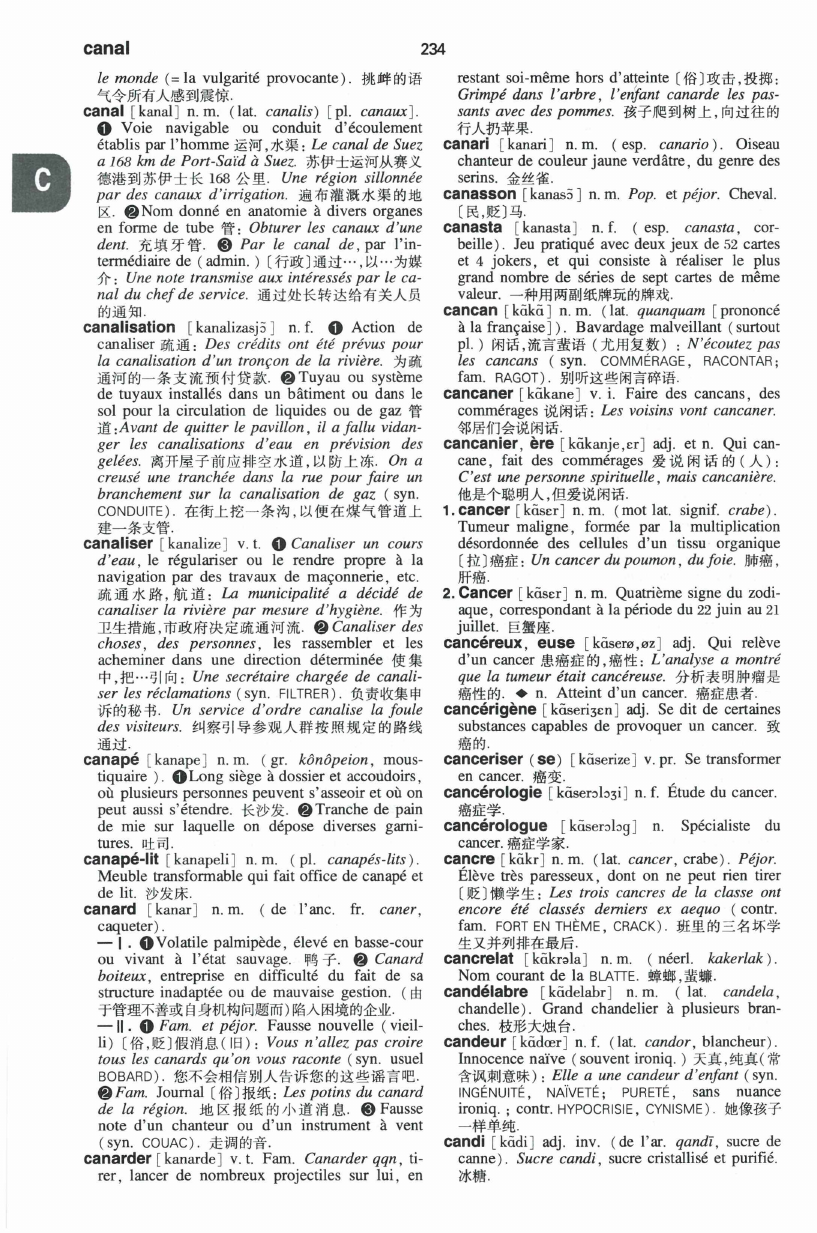 canal
234
C
le monde (= la vulgarité provocante). 挑衅的语
气令所有人感到震惊.
canal [kanal] n. m. (lat. canalis) [pl. canaux].
❶ Voie navigable ou conduit d'écoulement
établis par l'homme 运河,水渠: Le canal de Suez
a 168 km de Port-Saïd à Suez. 苏伊士运河从赛义
德港到苏伊士长 168 公里. Une région sillonnée
par des canaux d'irrigation. 遍布灌溉水渠的地
区. ❷Nom donné en anatomie à divers organes
en forme de tube 管: Obturer les canaux d'une
dent. 充填牙管. ❸ Par le canal de, par l'in-
termédiaire de (admin.) [行政]通过…,以…为媒
介: Une note transmise aux intéressés par le ca-
nal du chef de service. 通过处长转达给有关人员
的通知.
canalisation [kanalizasjɔ̃] n. f. ❶ Action de
canaliser 疏通: Des crédits ont été prévus pour
la canalisation d'un tronçon de la rivière. 为疏
通河的一条支流预付贷款. ❷Tuyau ou système
de tuyaux installés dans un bâtiment ou dans le
sol pour la circulation de liquides ou de gaz 管
道:Avant de quitter le pavillon, il a fallu vidan-
ger les canalisations d'eau en prévision des
gelées. 离开屋子前应排空水道,以防上冻. On a
creusé une tranchée dans la rue pour faire un
branchement sur la canalisation de gaz (syn.
CONDUITE). 在街上挖一条沟,以便在煤气管道上
建一条支管.
canaliser [kanalize] v. t. ❶ Canaliser un cours
d'eau, le régulariser ou le rendre propre à la
navigation par des travaux de maçonnerie, etc.
疏通水路,航道: La municipalité a décidé de
canaliser la rivière par mesure d'hygiène. 作为
卫生措施,市政府决定疏通河流. ❷Canaliser des
choses, des personnes, les rassembler et les
acheminer dans une direction déterminée 使集
中,把…引向: Une secrétaire chargée de canali-
ser les réclamations (syn. FILTRER). 负责收集申
诉的秘书. Un service d'ordre canalise la foule
des visiteurs. 纠察引导参观人群按照规定的路线
通过.
canapé [kanape] n. m. (gr. kônôpeion, mous-
tiquaire ). ❶Long siège à dossier et accoudoirs,
où plusieurs personnes peuvent s'asseoir et où on
peut aussi s'étendre. 长沙发. ❷Tranche de pain
de mie sur laquelle on dépose diverses garni-
tures. 吐司.
canapé-lit [kanapeli] n. m. (pl. canapés-lits).
Meuble transformable qui fait office de canapé et
de lit. 沙发床.
canard [kanar] n. m. (de l'anc. fr. caner,
caqueter).
— Ⅰ. ❶Volatile palmipède, élevé en basse-cour
ou vivant à l'état sauvage. 鸭子. ❷ Canard
boiteux, entreprise en difficulté du fait de sa
structure inadaptée ou de mauvaise gestion. (由
于管理不善或自身机构问题而)陷入困境的企业.
— Ⅱ. ❶ Fam. et péjor. Fausse nouvelle (vieil-
li) [俗,贬]假消息(旧): Vous n'allez pas croire
tous les canards qu'on vous raconte (syn. usuel
BOBARD). 您不会相信别人告诉您的这些谣言吧.
❷Fam. Journal [俗]报纸: Les potins du canard
de la région. 地区报纸的小道消息. ❸ Fausse
note d'un chanteur ou d'un instrument à vent
(syn. COUAC). 走调的音.
canarder [kanarde] v. t. Fam. Canarder qqn, ti-
rer, lancer de nombreux projectiles sur lui, en
restant soi-même hors d'atteinte [俗]攻击,投掷:
Grimpé dans l'arbre, l'enfant canarde les pas-
sants avec des pommes. 孩子爬到树上,向过往的
行人扔苹果.
canari [kanari] n. m. (esp. canario). Oiseau
chanteur de couleur jaune verdâtre, du genre des
serins. 金丝雀.
canasson [kanasɔ̃] n. m. Pop. et péjor. Cheval.
[民,贬]马.
canasta [kanasta] n. f. (esp. canasta, cor-
beille). Jeu pratiqué avec deux jeux de 52 cartes
et 4 jokers, et qui consiste à réaliser le plus
grand nombre de séries de sept cartes de même
valeur. 一种用两副纸牌玩的牌戏.
cancan [kɑ̃kɑ̃] n. m. (lat. quanquam [prononcé
à la française]). Bavardage malveillant (surtout
pl.) 闲话,流言蜚语 (尤用复数) : N'écoutez pas
les cancans (syn. COMMÉRAGE, RACONTAR;
fam. RAGOT). 别听这些闲言碎语.
cancaner [kɑ̃kane] v. i. Faire des cancans, des
commérages 说闲话: Les voisins vont cancaner.
邻居们会说闲话.
cancanier, ère [kɑ̃kanje,ɛr] adj. et n. Qui can-
cane, fait des commérages 爱说闲话的(人):
C'est une personne spirituelle, mais cancanière.
他是个聪明人,但爱说闲话.
1. cancer [kɑ̃sɛr] n. m. (mot lat. signif. crabe).
Tumeur maligne, formée par la multiplication
désordonnée des cellules d'un tissu organique
[拉]癌症: Un cancer du poumon, du foie. 肺癌,
肝癌.
2. Cancer [kɑ̃sɛr] n. m. Quatrième signe du zodi-
aque, correspondant à la période du 22 juin au 21
juillet. 巨蟹座.
cancéreux, euse [kɑ̃serø,øz] adj. Qui relève
d'un cancer 患癌症的,癌性: L'analyse a montré
que la tumeur était cancéreuse. 分析表明肿瘤是
癌性的. ◆ n. Atteint d'un cancer. 癌症患者.
cancérigène [kɑ̃seriʒɛn] adj. Se dit de certaines
substances capables de provoquer un cancer. 致
癌的.
canceriser (se) [kɑ̃serize] v. pr. Se transformer
en cancer. 癌变.
cancérologie [kɑ̃serɔlɔʒi] n. f. Étude du cancer.
癌症学.
cancérologue [kɑ̃serɔlɔg] n. Spécialiste du
cancer. 癌症学家.
cancre [kɑ̃kr] n. m. (lat. cancer, crabe). Péjor.
Élève très paresseux, dont on ne peut rien tirer
[贬]懒学生: Les trois cancres de la classe ont
encore été classés derniers ex aequo (contr.
fam. FORT EN THÈME, CRACK). 班里的三名坏学
生又并列排在最后.
cancrelat [kɑ̃krəla] n. m. (néerl. kakerlak).
Nom courant de la BLATTE. 蟑螂,蜚蠊.
candélabre [kɑ̃delabr] n. m. (lat. candela,
chandelle). Grand chandelier à plusieurs bran-
ches. 枝形大烛台.
candeur [kɑ̃dœr] n. f. (lat. candor, blancheur).
Innocence naïve (souvent ironiq.) 天真,纯真(常
含讽刺意味): Elle a une candeur d'enfant (syn.
INGÉNUITÉ, NAÏVETÉ; PURETÉ, sans nuance
ironiq. ; contr. HYPOCRISIE, CYNISME). 她像孩子
一样单纯.
candi [kɑ̃di] adj. inv. (de l'ar. qandī, sucre de
canne). Sucre candi, sucre cristallisé et purifié.
冰糖.